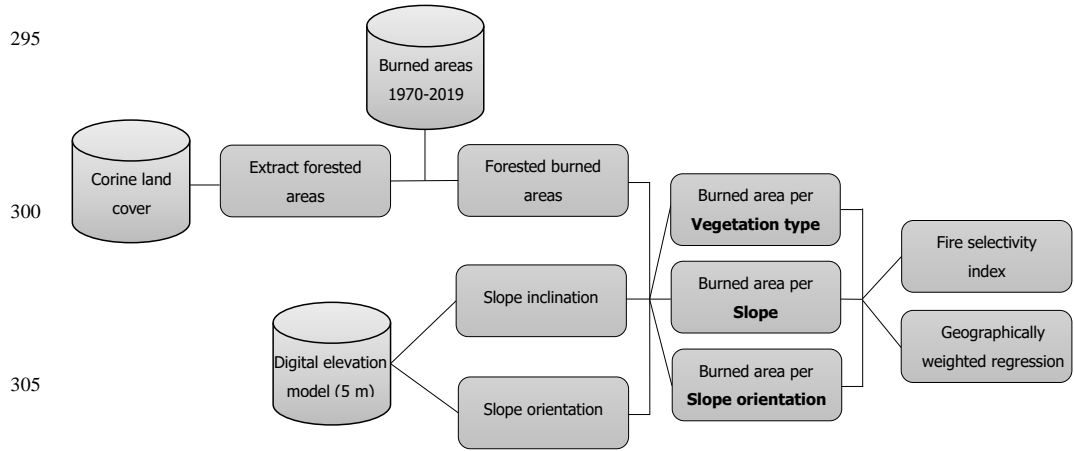 295
Burned areas
1970-2019
Corine land
cover
Extract forested
areas
Forested burned
areas
300
Burned area per
Vegetation type
Fire selectivity
index
Slope inclination
Burned area per
Slope
Geographically
weighted regression
Digital elevation
model (5 m)
305
Slope orientation
Burned area per
Slope orientation